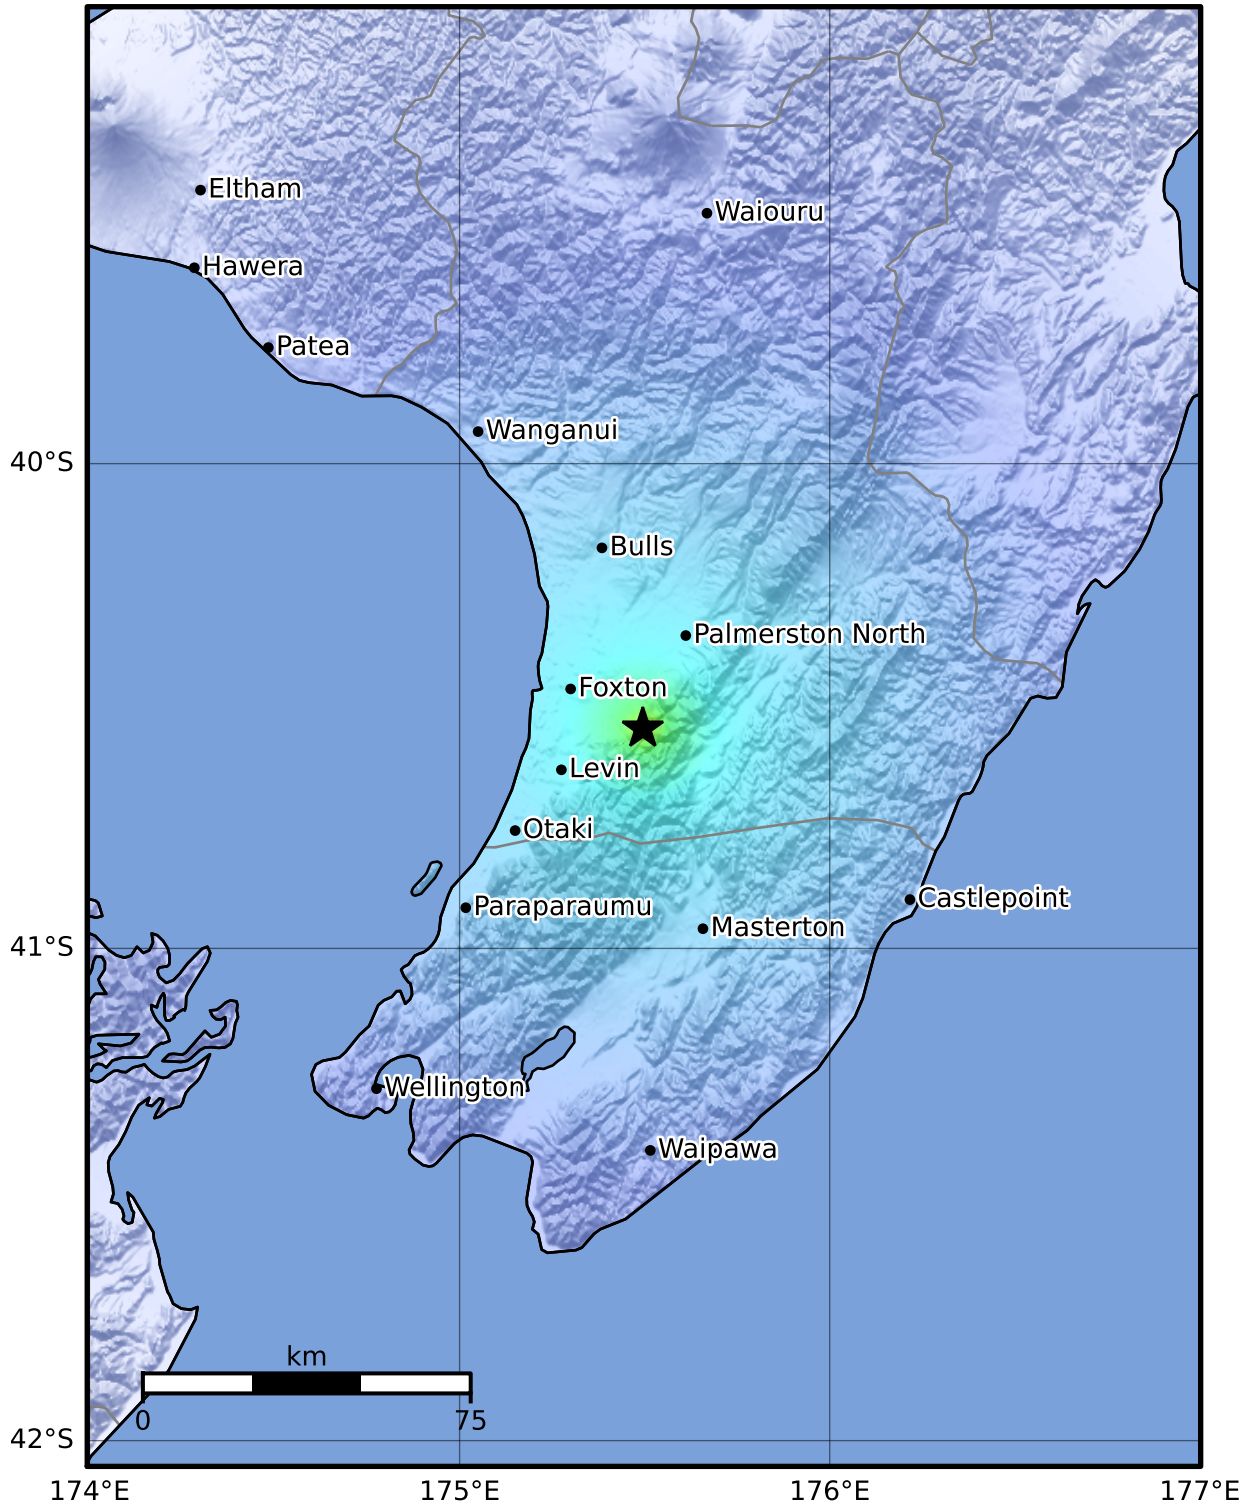 Eltham
Waiouru
Hawera
Patea
Wanganui
40°S
Bulls
Palmerston North
Foxton
Levin
Otaki
Castlepoint
Paraparaumu
Masterton
41°S
Wellington
Waipawa
km
0 75
42°S
174°E 175°E 176°E 177°E